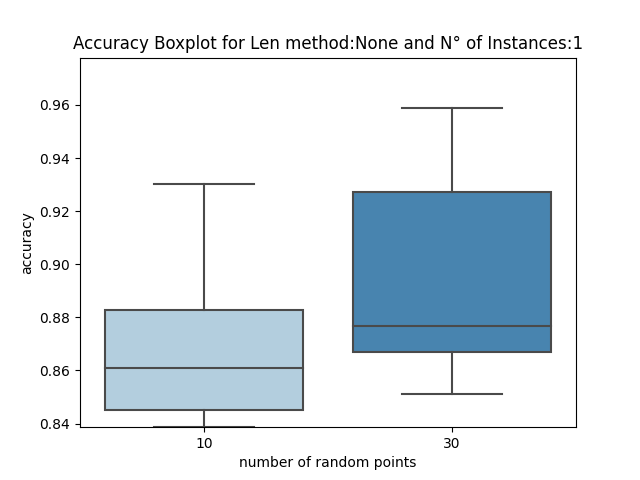 Accuracy Boxplot for Len method:None and N° of Instances:1
0.96
0.94
0.92
0.90
0.88
0.86
0.84
accuracy
10 30
number of random points